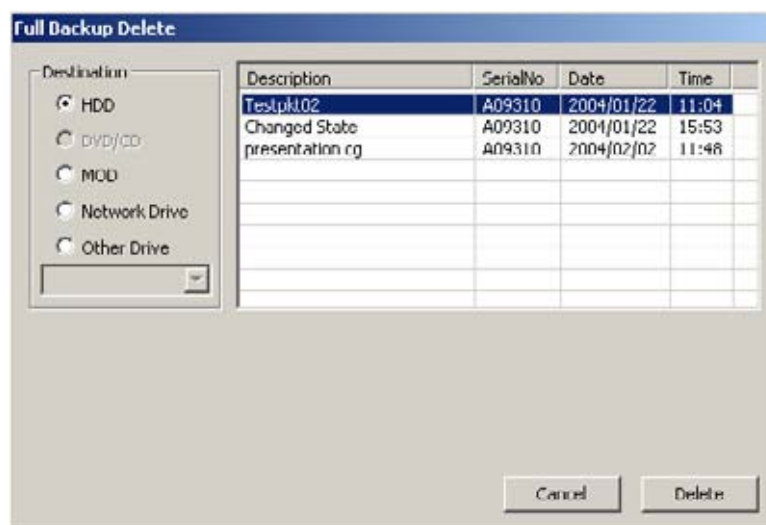 Full Backup Delete
Destination
HDD
DVD/CD
MOD
Network Drive
Other Drive
Description SerialNo Date Time
Testpkt02 A09310 2004/01/22 11:04
Changed State A09310 2004/01/22 15:53
presentation cg A09310 2004/02/02 11:48
Cancel Delete